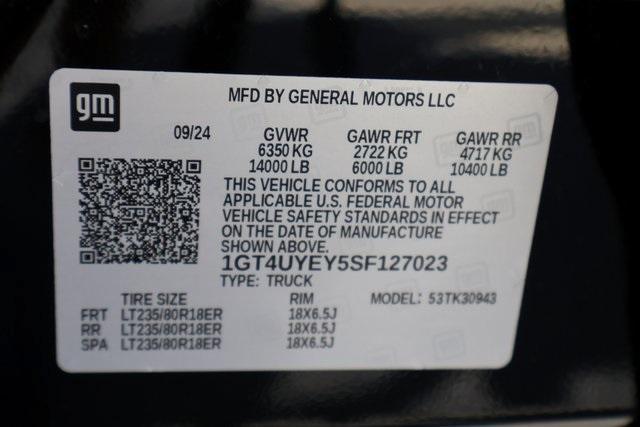 gm
MFD BY GENERAL MOTORS LLC
09/24 GVWR GAWR FRT GAWR RR
6350 KG 2722 KG 4717 KG
14000 LB 6000 LB 10400 LB
THIS VEHICLE CONFORMS TO ALL
APPLICABLE U.S. FEDERAL MOTOR
VEHICLE SAFETY STANDARDS IN EFFECT
ON THE DATE OF MANUFACTURE
SHOWN ABOVE.
1GT4UYEY5SF127023
TYPE: TRUCK
TIRE SIZE RIM MODEL: 53TK30943
FRT LT235/80R18ER 18X6.5J
RR LT235/80R18ER 18X6.5J
SPA LT235/80R18ER 18X6.5J